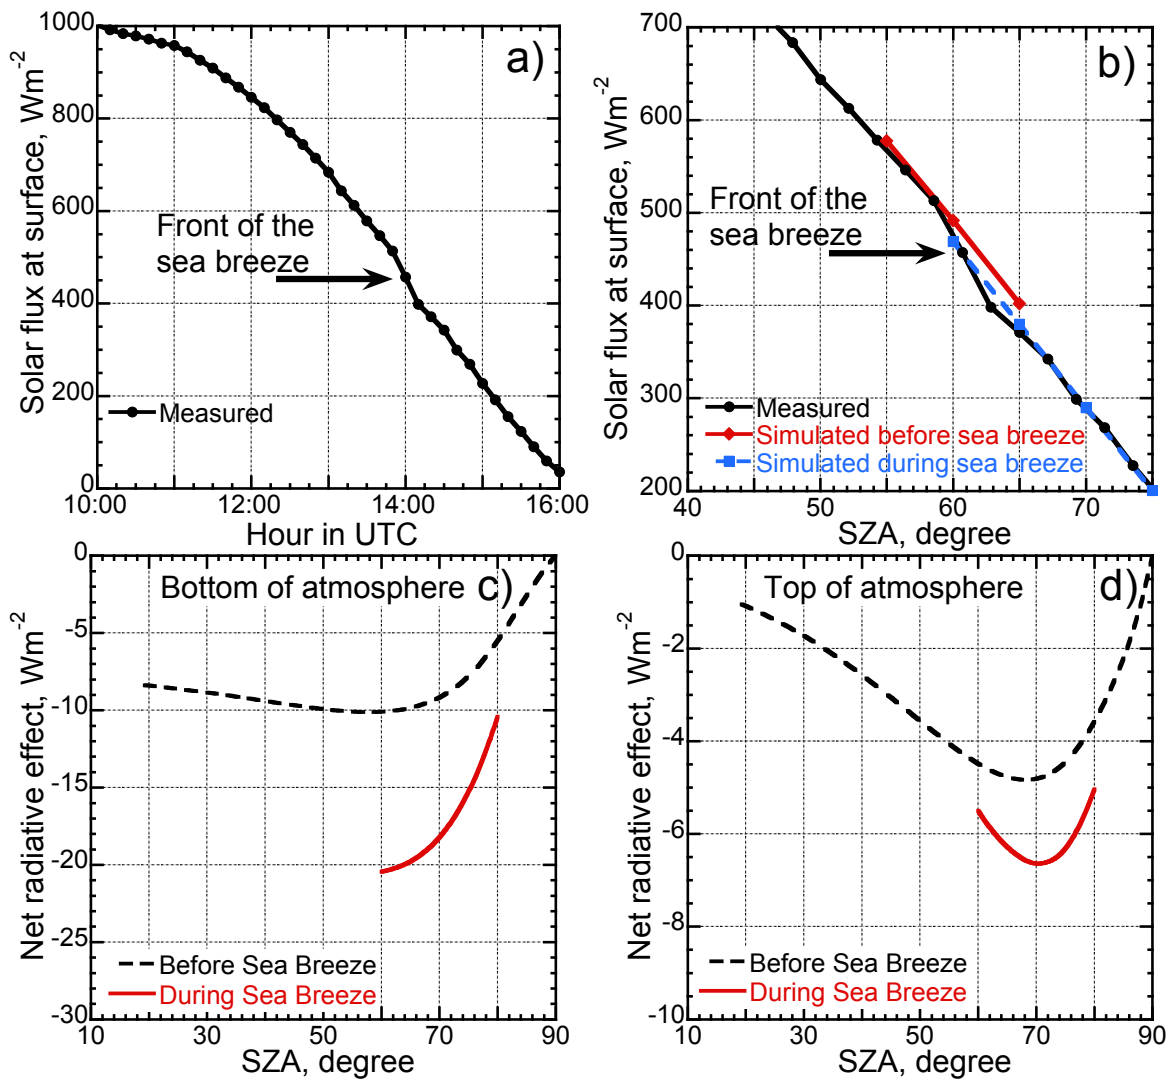 a)
Solar flux at surface, Wm-2
1000
800
600
400
200
0
Front of the
sea breeze
Measured
10:00 12:00 14:00 16:00
Hour in UTC
b)
Solar flux at surface, Wm-2
700
600
500
400
300
200
Front of the
sea breeze
Measured
Simulated before sea breeze
Simulated during sea breeze
40 50 60 70
SZA, degree
Bottom of atmosphere c)
Net radiative effect, Wm-2
0
-5
-10
-15
-20
-25
-30
Before Sea Breeze
During Sea Breeze
10 30 50 70 90
SZA, degree
Top of atmosphere d)
Net radiative effect, Wm-2
0
-2
-4
-6
-8
-10
Before Sea Breeze
During Sea Breeze
10 30 50 70 90
SZA, degree